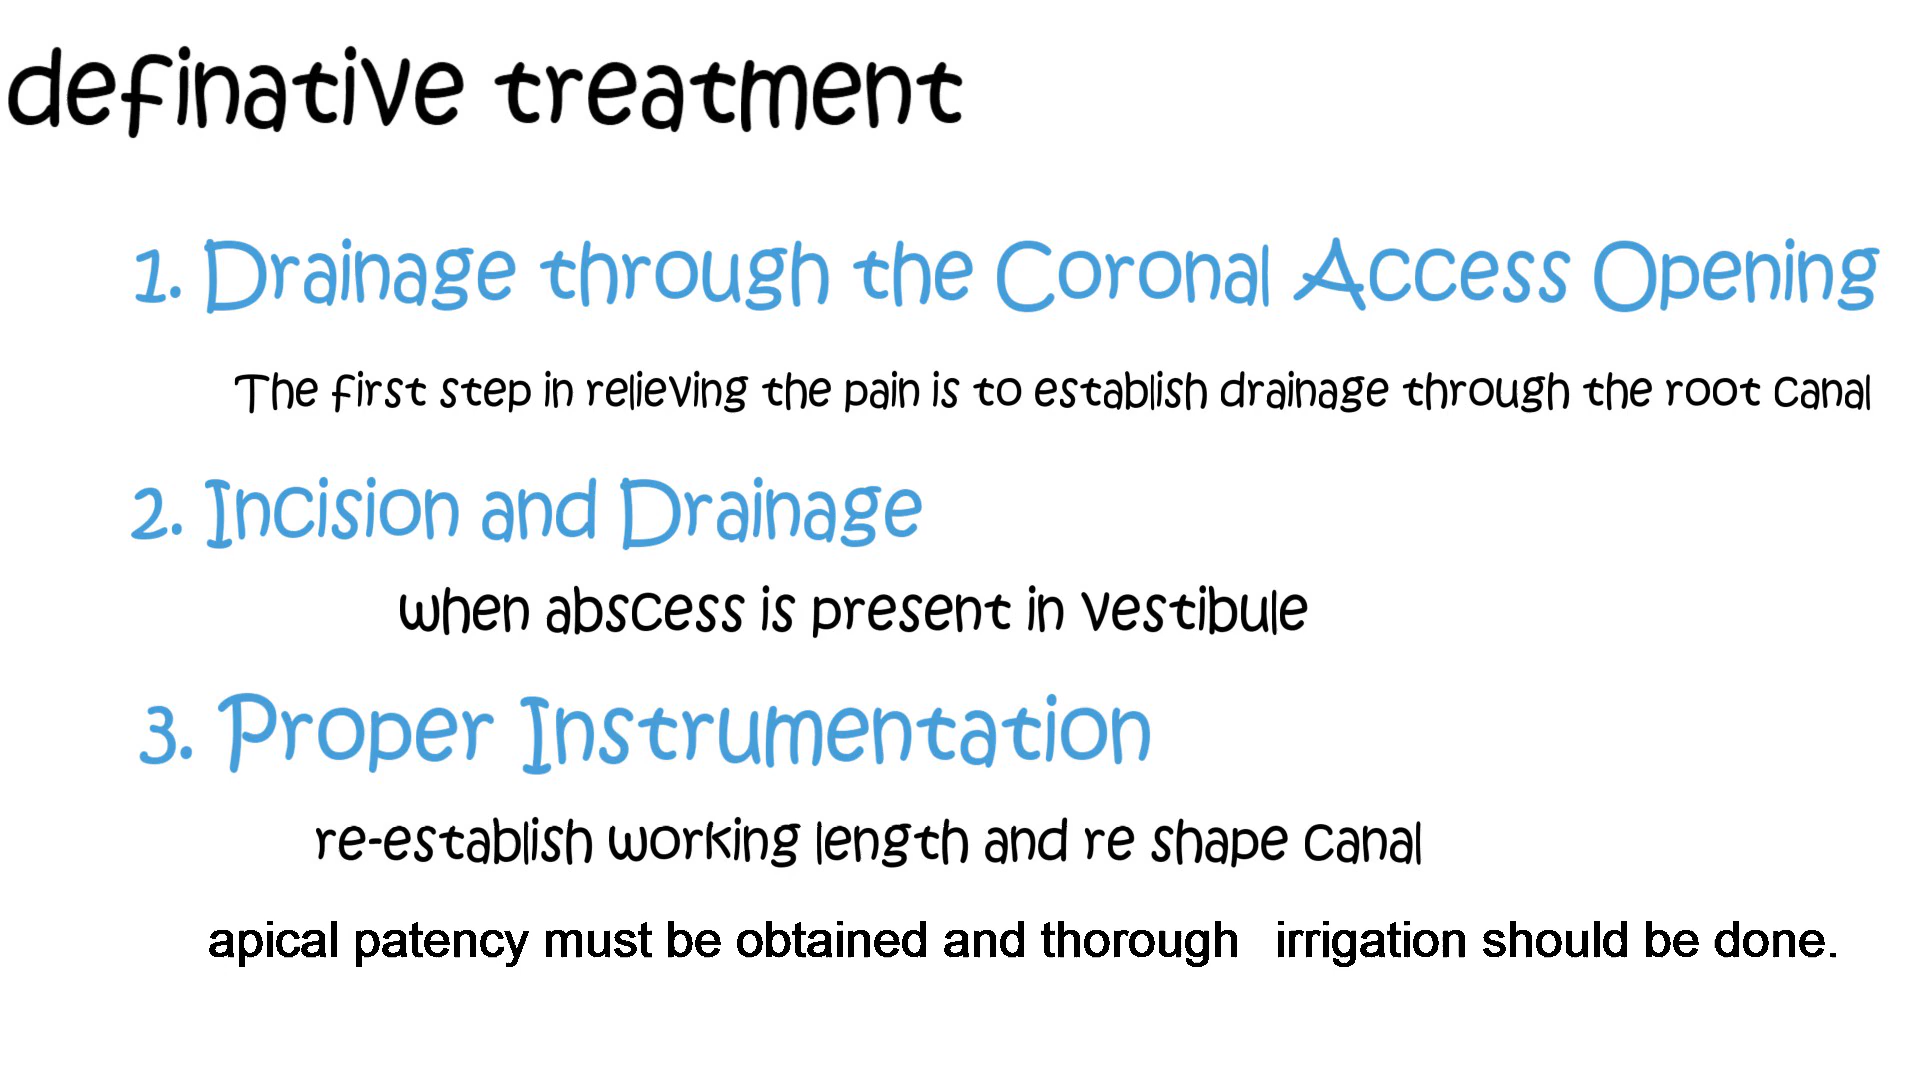 definative treatment
1. Drainage through the Coronal Access Opening
The first step in relieving the pain is to establish drainage through the root canal
2. Incision and Drainage
when abscess is present in vestibule
3. Proper Instrumentation
re-establish working length and re shape canal
apical patency must be obtained and thorough irrigation should be done.